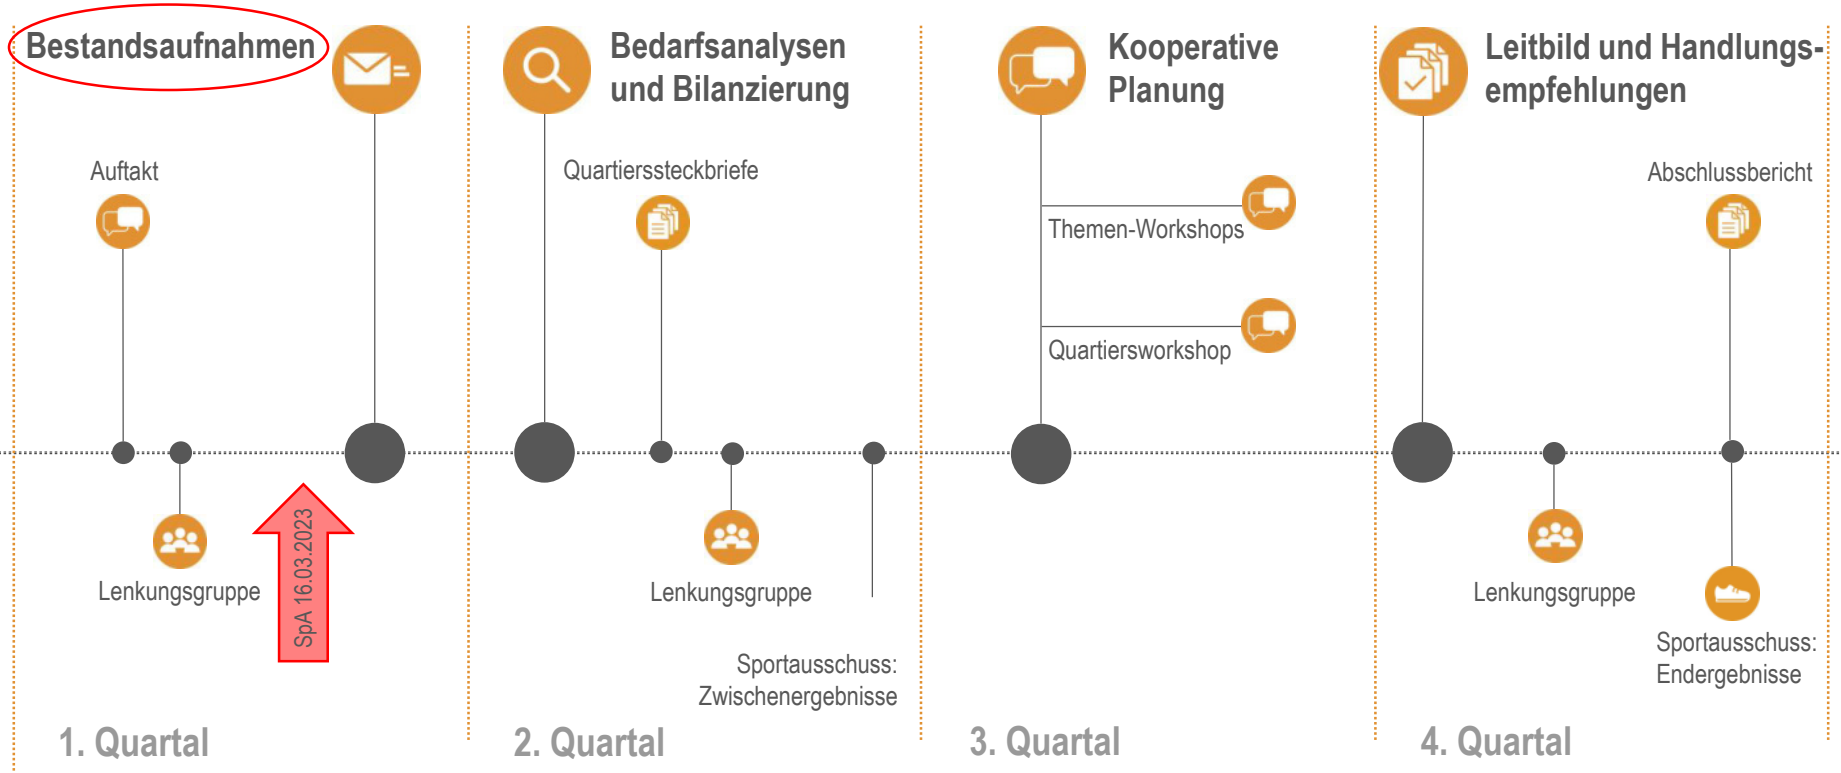 Bestandsaufnahmen
Auftakt
Lenkungsgruppe
SpA 16.03.2023
1. Quartal
Bedarfsanalysen
und Bilanzierung
Quartierssteckbriefe
Lenkungsgruppe
Sportausschuss:
Zwischenergebnisse
2. Quartal
Kooperative
Planung
Themen-Workshops
Quartiersworkshop
3. Quartal
Leitbild und Handlungs-
empfehlungen
Abschlussbericht
Lenkungsgruppe
Sportausschuss:
Endergebnisse
4. Quartal